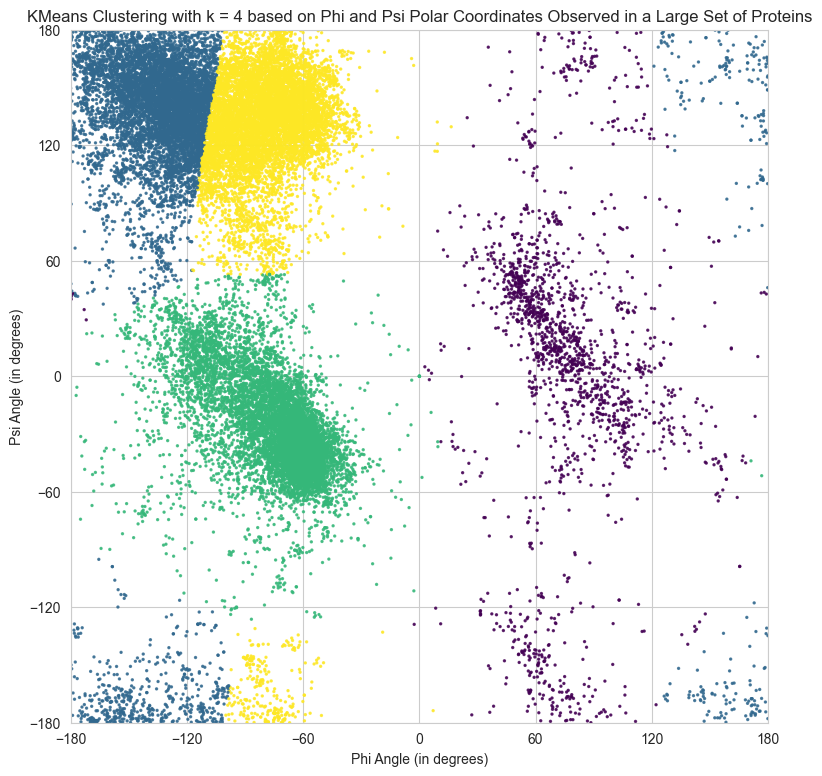 KMeans Clustering with k = 4 based on Phi and Psi Polar Coordinates Observed in a Large Set of Proteins
180
120
60
0
−60
−120
−180
Psi Angle (in degrees)
−180 −120 −60 0 60 120 180
Phi Angle (in degrees)